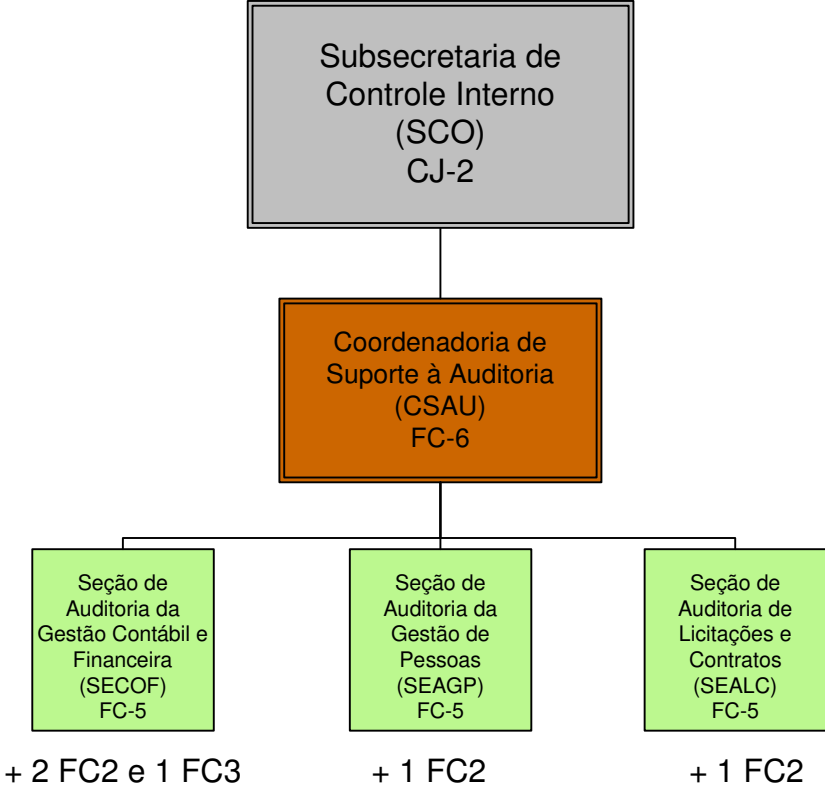 Subsecretaria de
Controle Interno
(SCO)
CJ-2
Coordenadoria de
Suporte à Auditoria
(CSAU)
FC-6
Seção de
Auditoria da
Gestão Contábil e
Financeira
(SECOF)
FC-5
Seção de
Auditoria da
Gestão de
Pessoas
(SEAGP)
FC-5
Seção de
Auditoria de
Licitações e
Contratos
(SEALC)
FC-5
+ 2 FC2 e 1 FC3
+ 1 FC2
+ 1 FC2